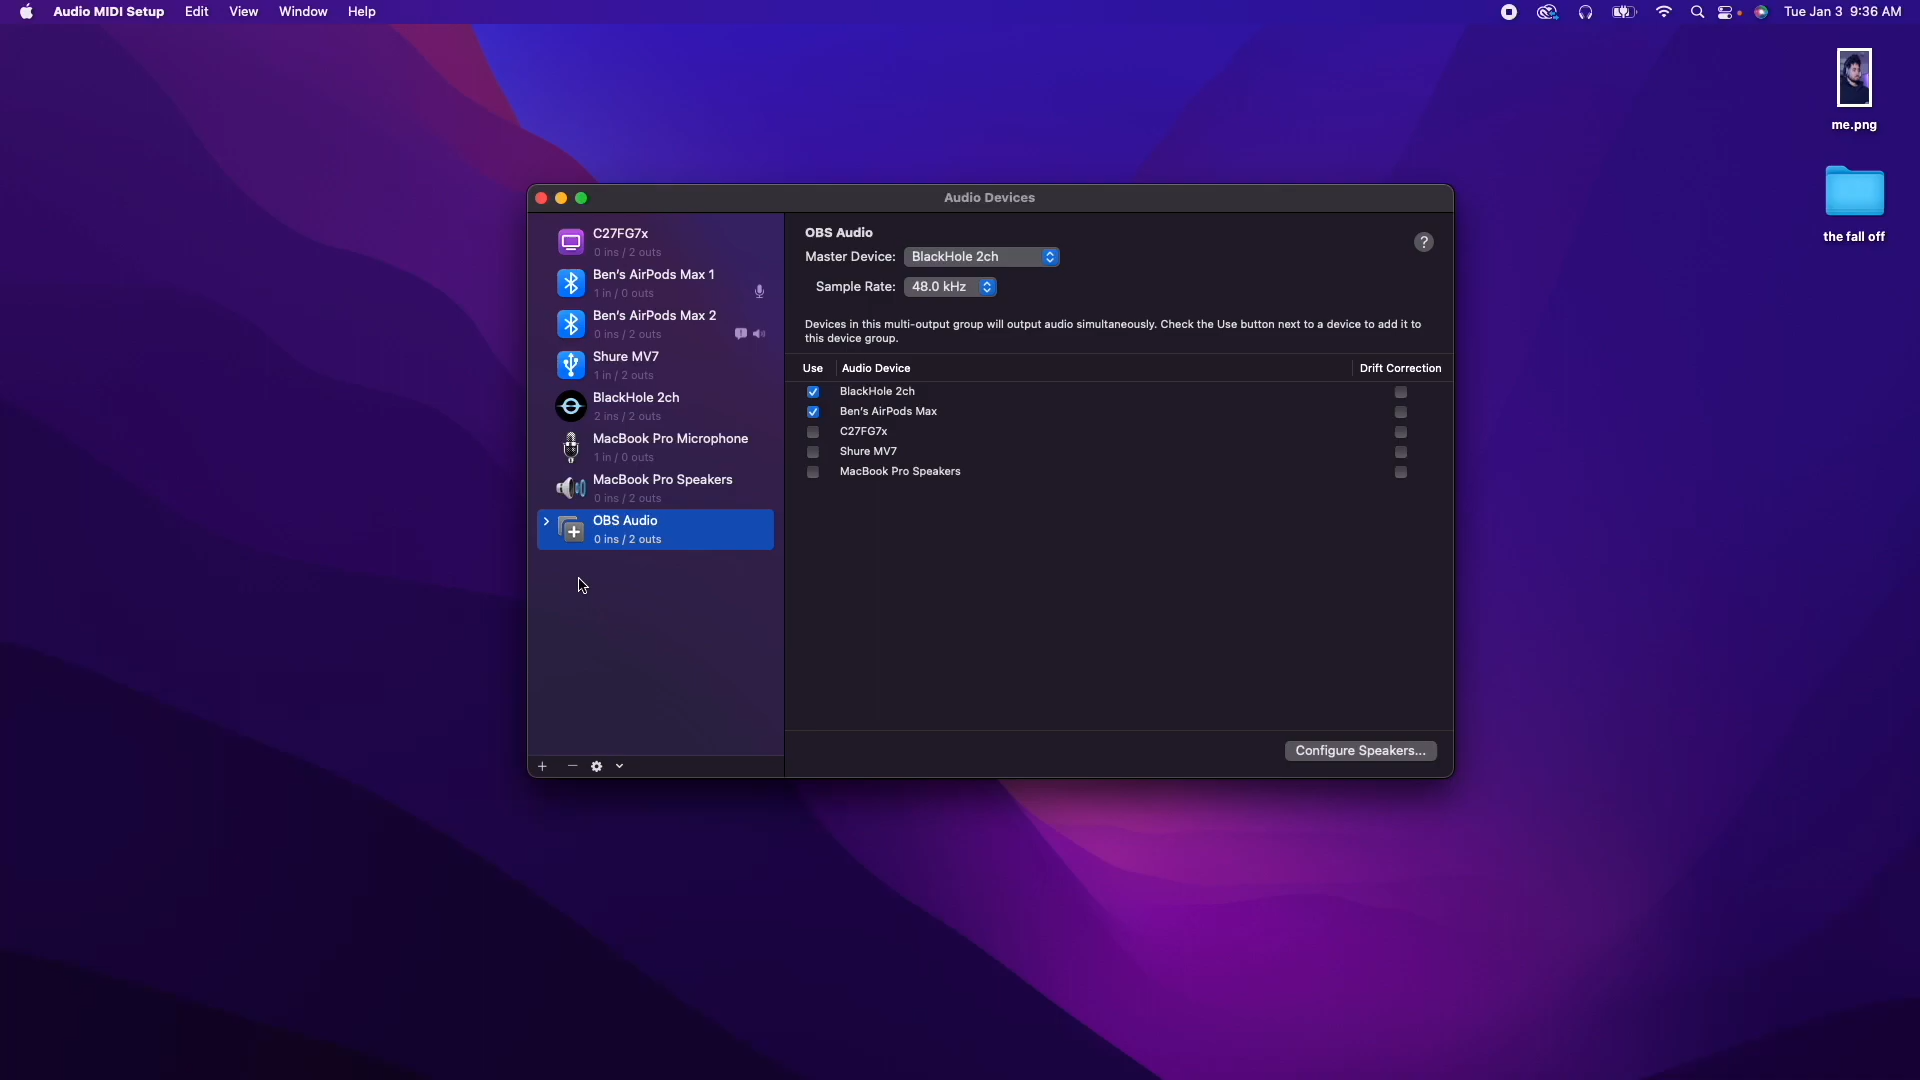 Audio MIDI Setup Edit View Window Help
Tue Jan 3 9:36 AM
me.png
the fall off
Audio Devices
C27FG7x
0 ins / 2 outs
Ben's AirPods Max 1
1 in / 0 outs
Ben's AirPods Max 2
0 ins / 2 outs
Shure MV7
1 in / 2 outs
BlackHole 2ch
2 ins / 2 outs
MacBook Pro Microphone
1 in / 0 outs
MacBook Pro Speakers
0 ins / 2 outs
OBS Audio
0 ins / 2 outs
OBS Audio
?
Master Device: BlackHole 2ch
Sample Rate: 48.0 kHz
Devices in this multi-output group will output audio simultaneously. Check the Use button next to a device to add it to
this device group.
Use Audio Device Drift Correction
BlackHole 2ch
Ben's AirPods Max
C27FG7x
Shure MV7
MacBook Pro Speakers
Configure Speakers...